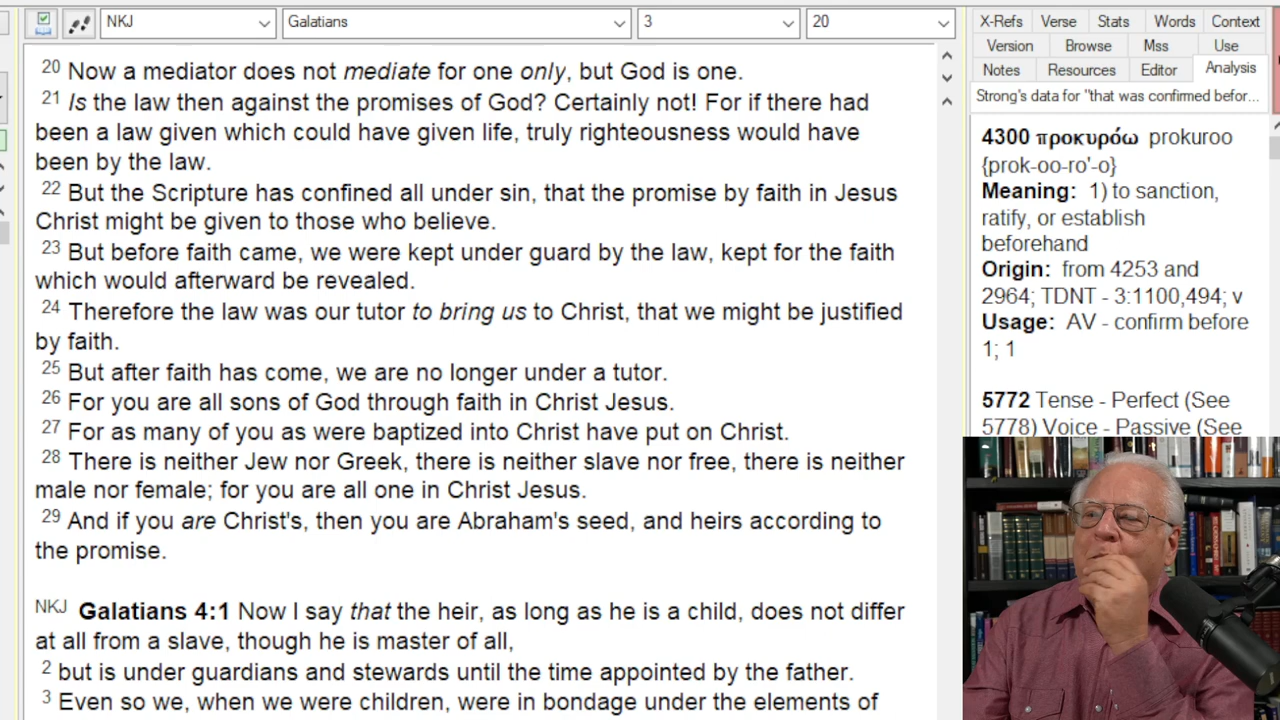 NKJ Galatians 3 20
X-Refs Verse Stats Words Context
Version Browse Mss Use
Notes Resources Editor Analysis
Strong's data for "that was confirmed befor...
20 Now a mediator does not mediate for one only, but God is one.
21 Is the law then against the promises of God? Certainly not! For if there had
been a law given which could have given life, truly righteousness would have
been by the law.
22 But the Scripture has confined all under sin, that the promise by faith in Jesus
Christ might be given to those who believe.
23 But before faith came, we were kept under guard by the law, kept for the faith
which would afterward be revealed.
24 Therefore the law was our tutor to bring us to Christ, that we might be justified
by faith.
25 But after faith has come, we are no longer under a tutor.
26 For you are all sons of God through faith in Christ Jesus.
27 For as many of you as were baptized into Christ have put on Christ.
28 There is neither Jew nor Greek, there is neither slave nor free, there is neither
male nor female; for you are all one in Christ Jesus.
29 And if you are Christ's, then you are Abraham's seed, and heirs according to
the promise.
NKJ Galatians 4:1 Now I say that the heir, as long as he is a child, does not differ
at all from a slave, though he is master of all,
2 but is under guardians and stewards until the time appointed by the father.
3 Even so we, when we were children, were in bondage under the elements of
4300 προκυρόω prokuroo
{prok-oo-ro'-o}
Meaning: 1) to sanction,
ratify, or establish
beforehand
Origin: from 4253 and
2964; TDNT - 3:1100,494; v
Usage: AV - confirm before
1; 1
5772 Tense - Perfect (See
5778) Voice - Passive (See